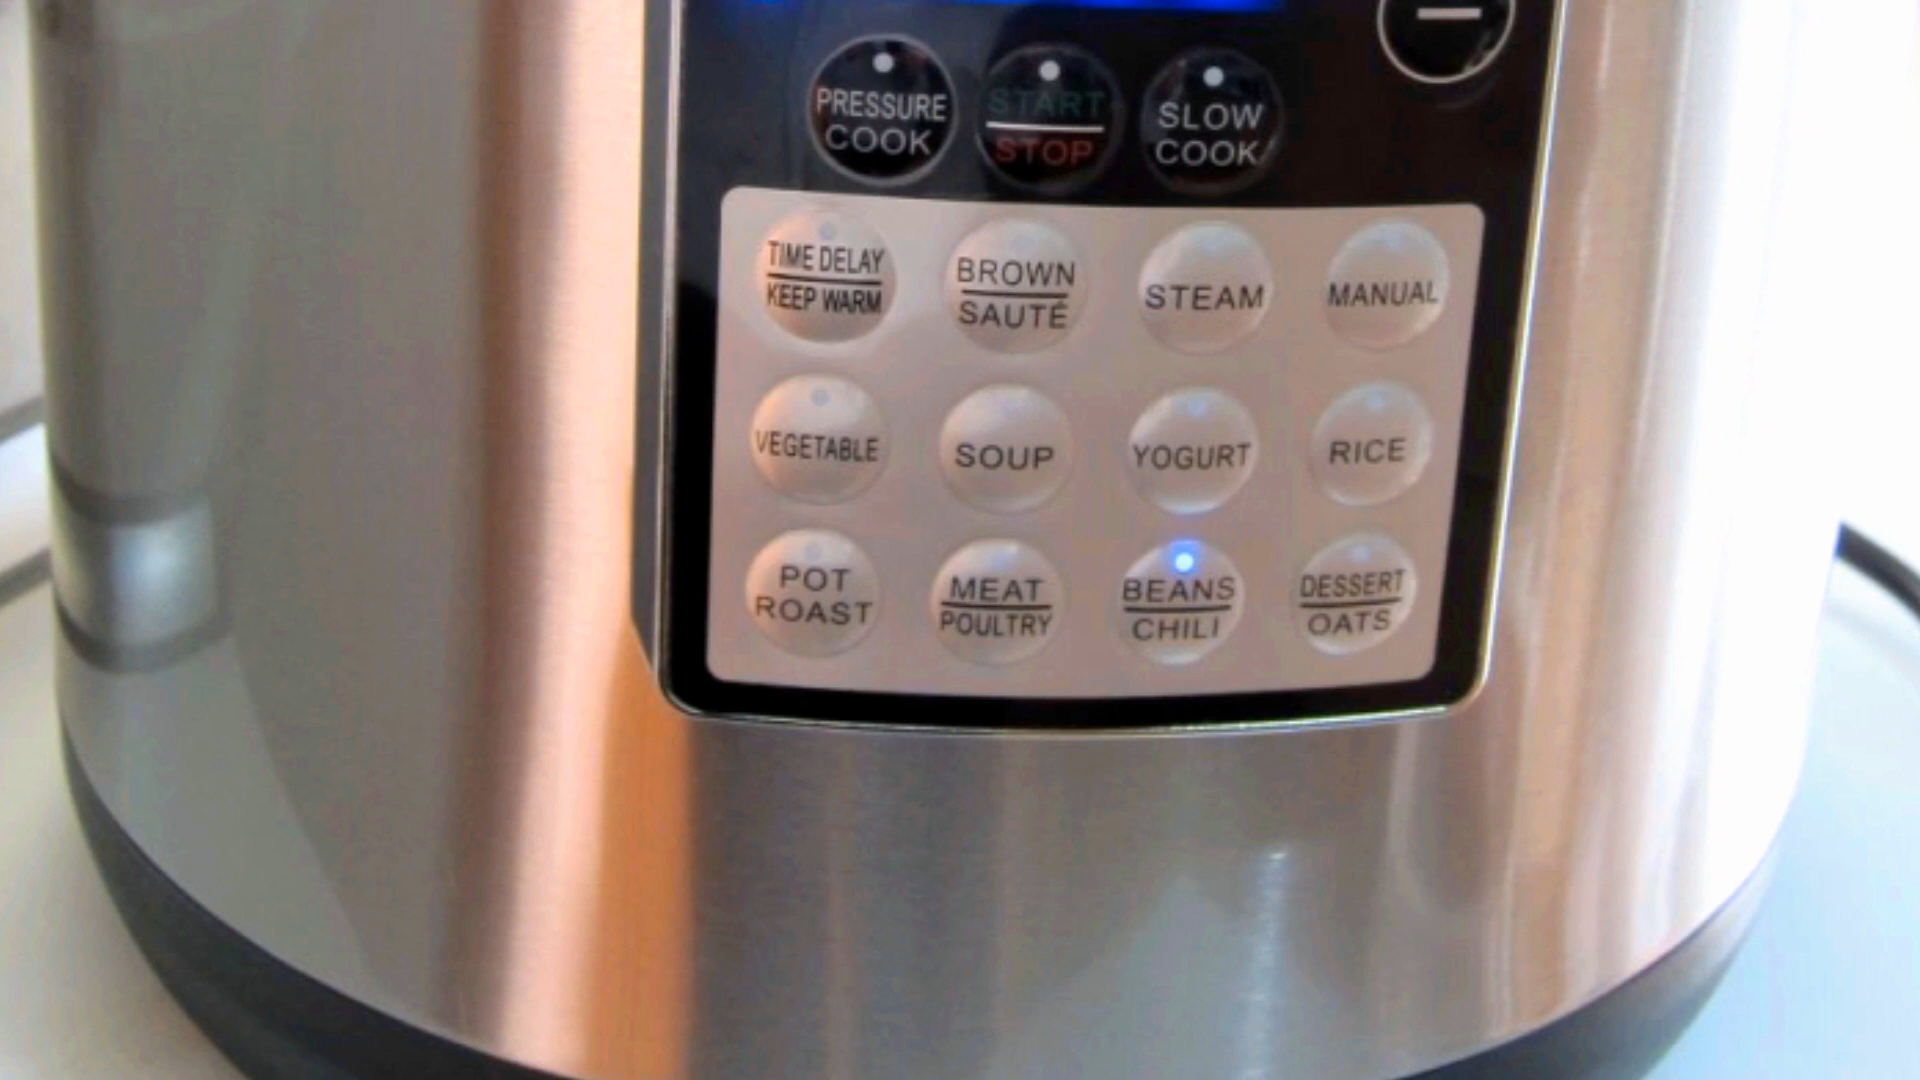 PRESSURE
COOK
START
STOP
SLOW
COOK
TIME DELAY
KEEP WARM
BROWN
SAUTÉ
STEAM
MANUAL
VEGETABLE
SOUP
YOGURT
RICE
POT
ROAST
MEAT
POULTRY
BEANS
CHILI
DESSERT
OATS